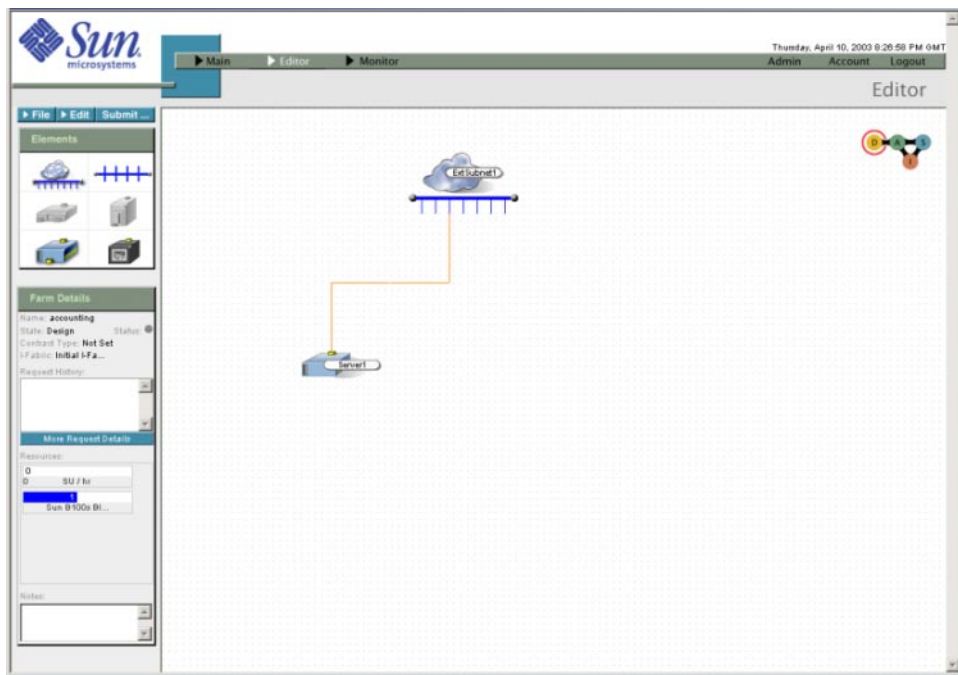 Sun
microsystems
Thursday, April 10, 2003 8:26:58 PM GMT
Main Editor Monitor Admin Account Logout
Editor
File Edit Submit ...
Elements
ExtSubnet1
D A S
Server1
Farm Details
Name: accounting
State: Design Status:
Contract Type: Not Set
I-Fabric: Initial I-Fa...
Request History:
More Request Details
Resources:
0
0 SU / hr
1
Sun B100s Bl...
Notes: